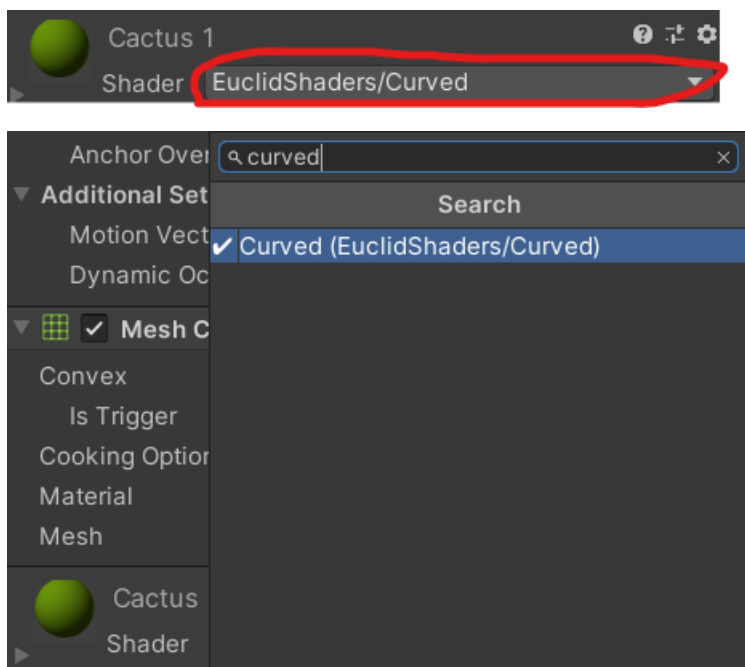 Cactus 1
Shader EuclidShaders/Curved
Anchor Over
curved
Additional Set
Search
Motion Vect
Curved (EuclidShaders/Curved)
Dynamic Oc
Mesh C
Convex
Is Trigger
Cooking Option
Material
Mesh
Cactus
Shader